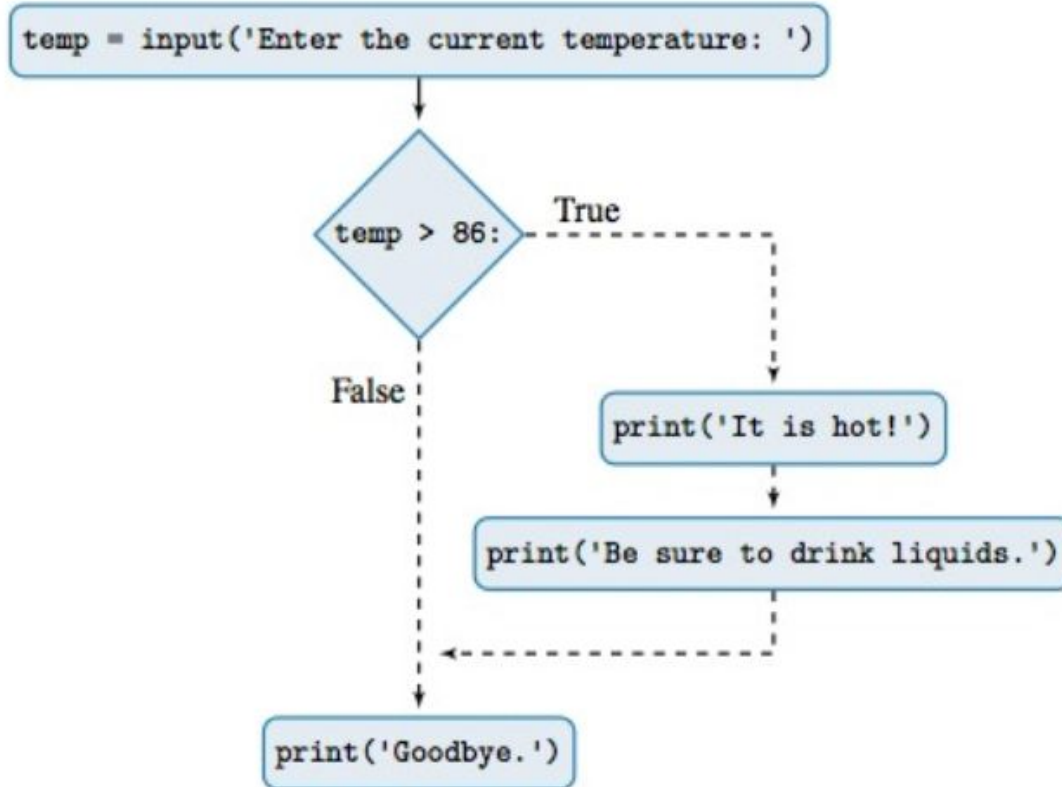 temp = input('Enter the current temperature: ')
temp > 86:
True
False
print('It is hot!')
print('Be sure to drink liquids.')
print('Goodbye.')